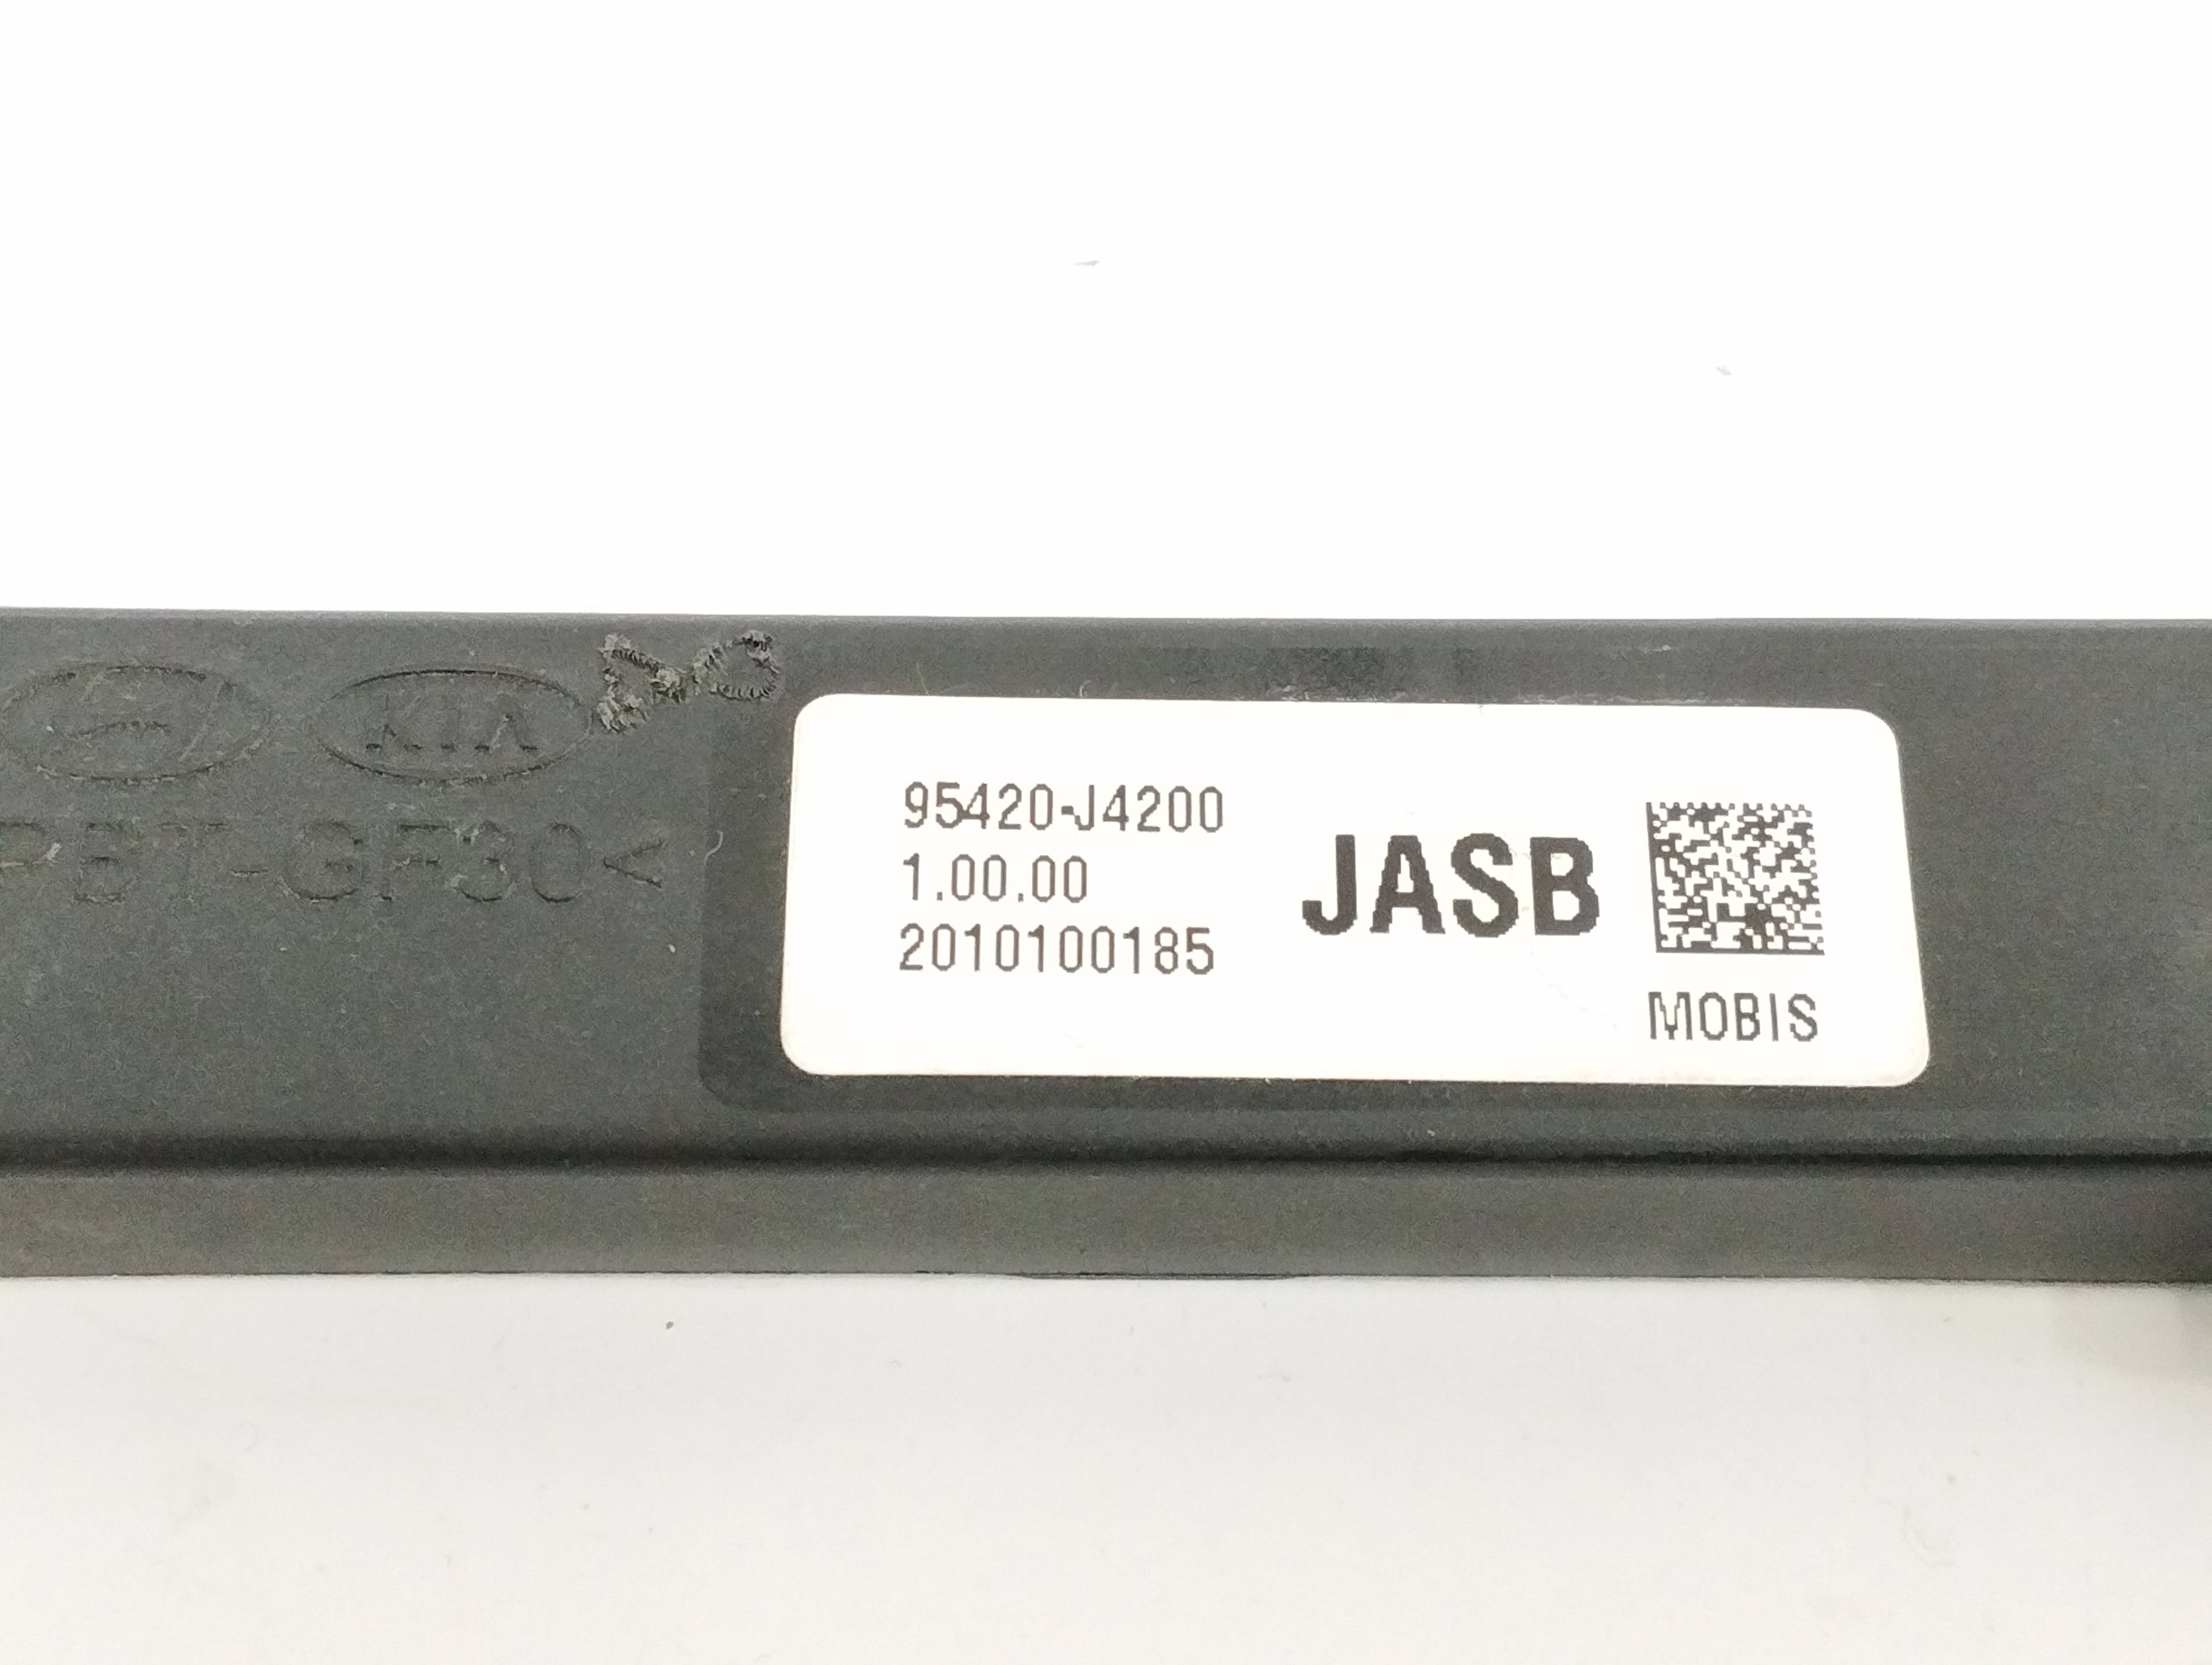 KIA
PBT-GF30<
95420-J4200
1.00.00
2010100185
JASB
MOBIS